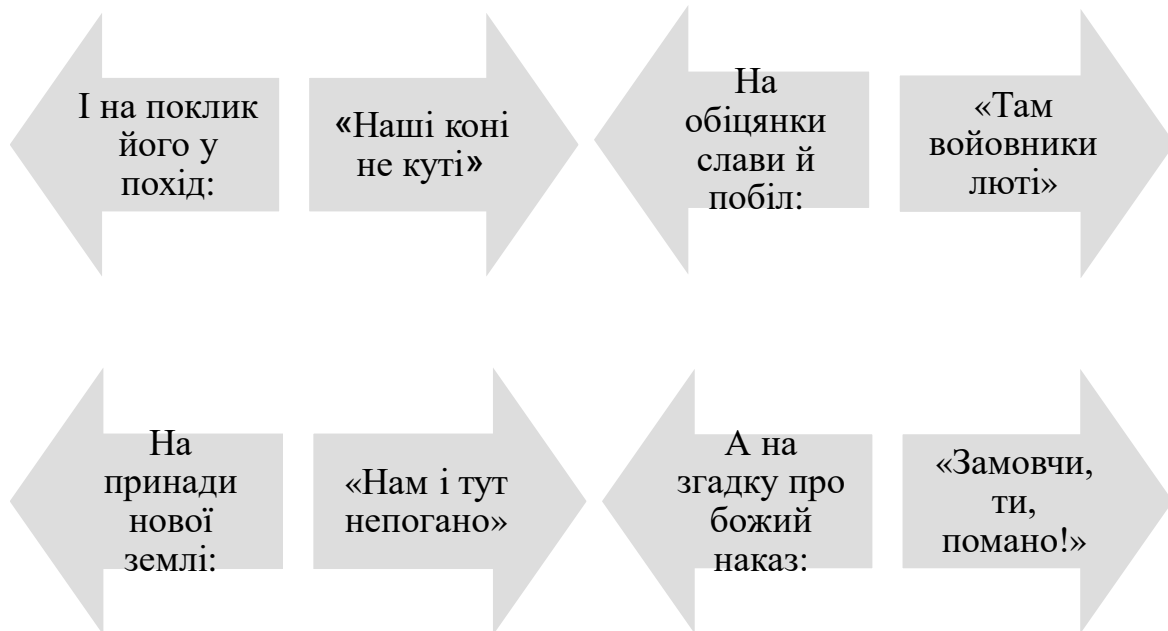 І на поклик
його у
похід:
«Наші коні
не куті»
На
обіцянки
слави й
побіл:
«Там
войовники
люті»
На
принади
нової
землі:
«Нам і тут
непогано»
А на
згадку про
божий
наказ:
«Замовчи,
ти,
помано!»